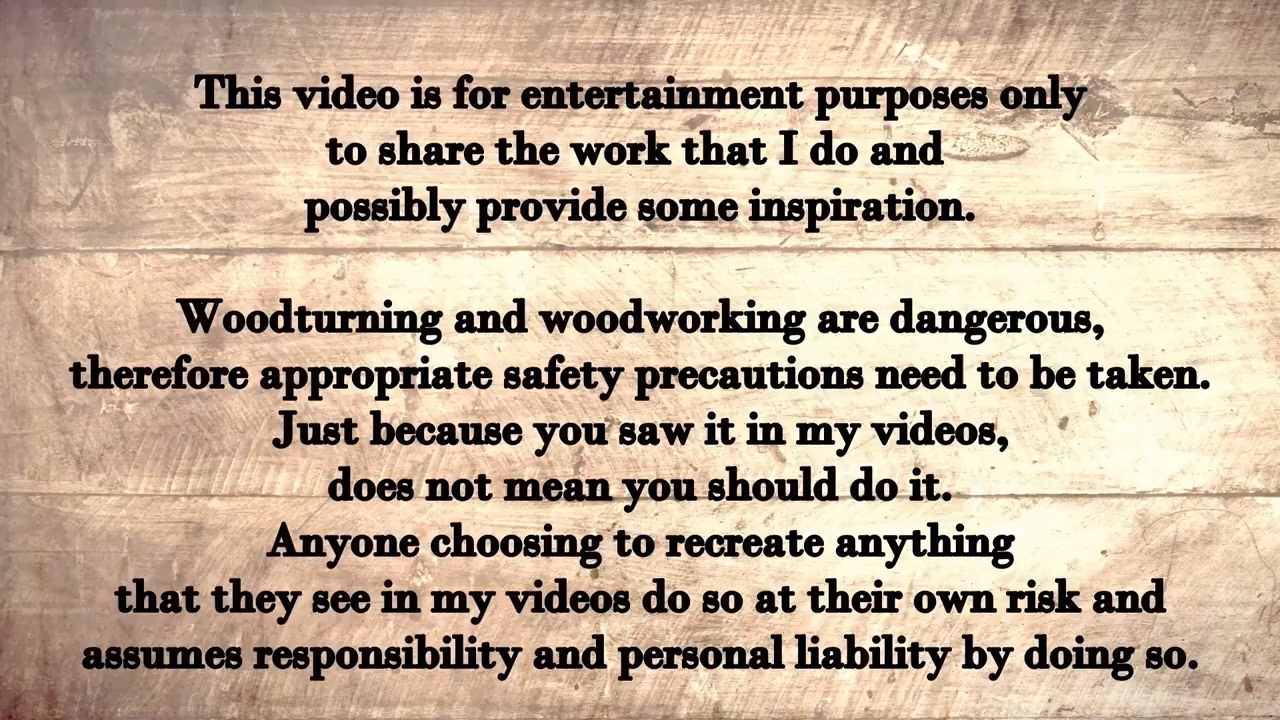 This video is for entertainment purposes only
to share the work that I do and
possibly provide some inspiration.
Woodturning and woodworking are dangerous,
therefore appropriate safety precautions need to be taken.
Just because you saw it in my videos,
does not mean you should do it.
Anyone choosing to recreate anything
that they see in my videos do so at their own risk and
assumes responsibility and personal liability by doing so.